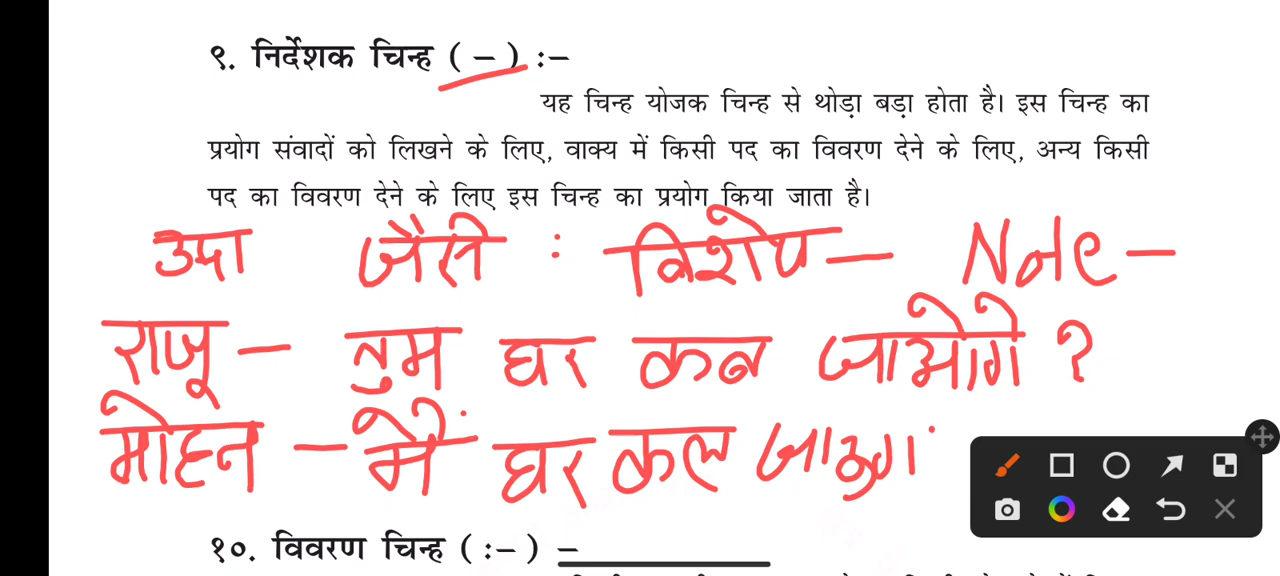 ९. निर्देशक चिन्ह ( – ) :–
यह चिन्ह योजक चिन्ह से थोड़ा बड़ा होता है। इस चिन्ह का
प्रयोग संवादों को लिखने के लिए, वाक्य में किसी पद का विवरण देने के लिए, अन्य किसी
पद का विवरण देने के लिए इस चिन्ह का प्रयोग किया जाता है।
उदा जैसे : विशेष – Note –
राजू – तुम घर कब जाओगे ?
मोहन – में घर कल जाऊगां
१०. विवरण चिन्ह ( :– ) –